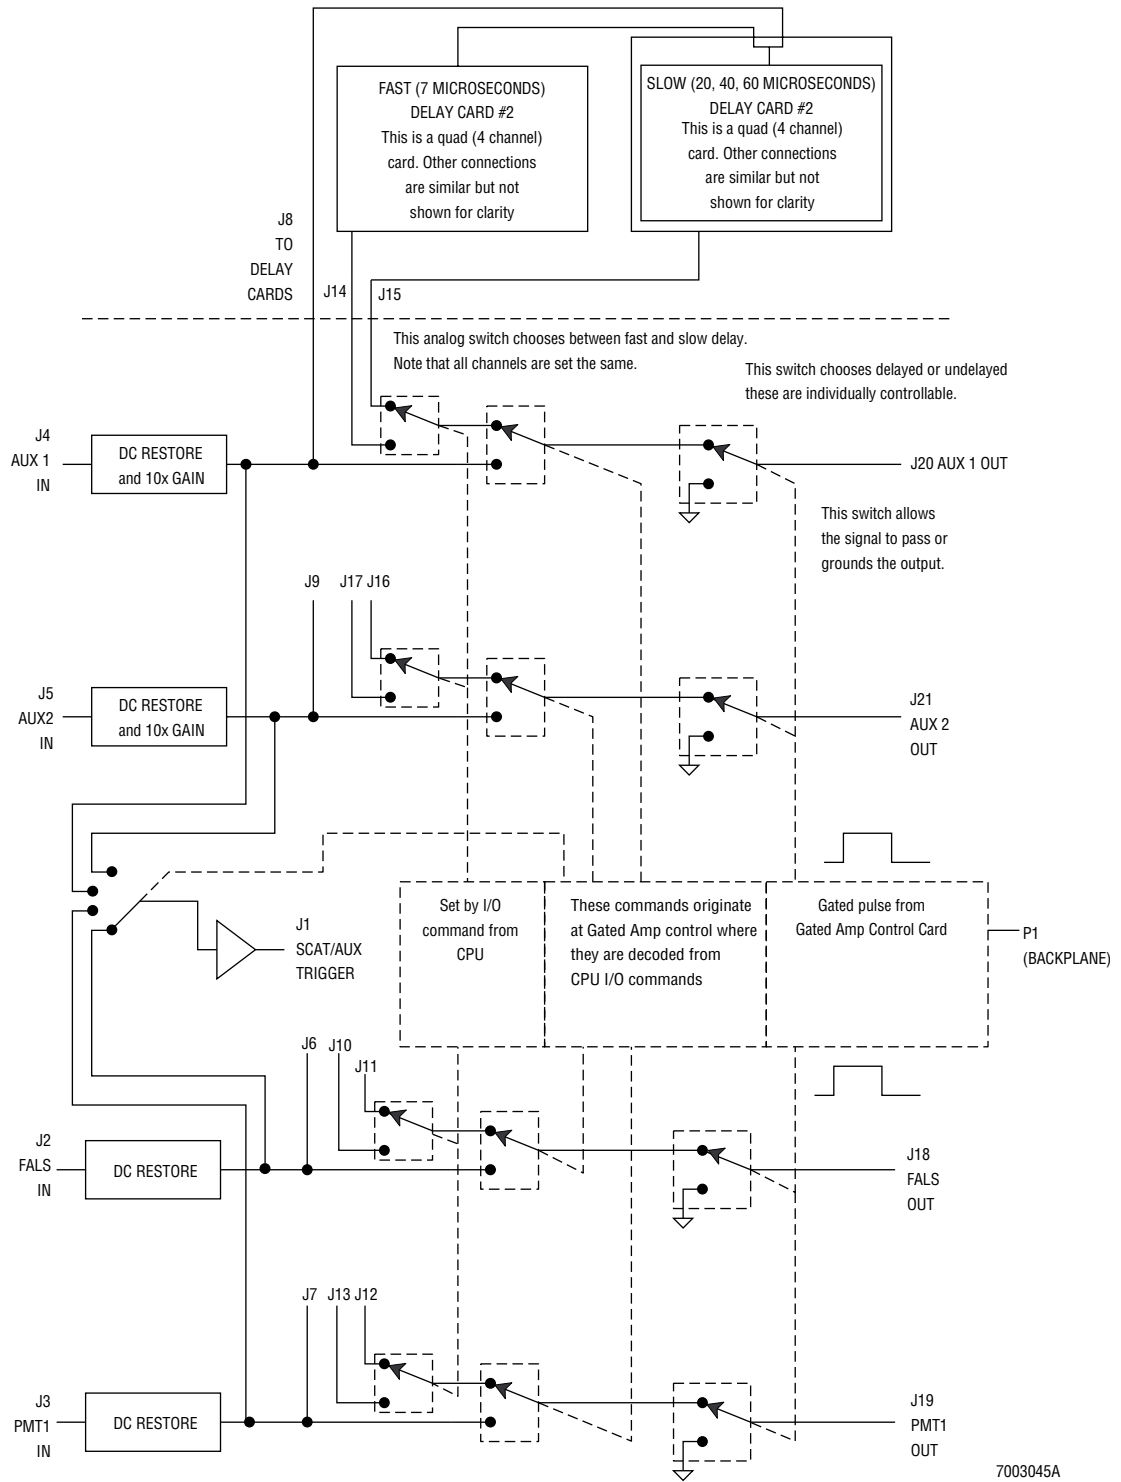 FAST (7 MICROSECONDS)
DELAY CARD #2
This is a quad (4 channel)
card. Other connections
are similar but not
shown for clarity
SLOW (20, 40, 60 MICROSECONDS)
DELAY CARD #2
This is a quad (4 channel)
card. Other connections
are similar but not
shown for clarity
J8
TO
DELAY
CARDS
J14
J15
This analog switch chooses between fast and slow delay.
Note that all channels are set the same.
This switch chooses delayed or undelayed
these are individually controllable.
J4
AUX 1
IN
DC RESTORE
and 10x GAIN
J20 AUX 1 OUT
This switch allows
the signal to pass or
grounds the output.
J9
J17
J16
J5
AUX2
IN
DC RESTORE
and 10x GAIN
J21
AUX 2
OUT
J1
SCAT/AUX
TRIGGER
Set by I/O
command from
CPU
These commands originate
at Gated Amp control where
they are decoded from
CPU I/O commands
Gated pulse from
Gated Amp Control Card
P1
(BACKPLANE)
J6
J10
J11
J2
FALS
IN
DC RESTORE
J18
FALS
OUT
J7
J13
J12
J3
PMT1
IN
DC RESTORE
J19
PMT1
OUT
7003045A